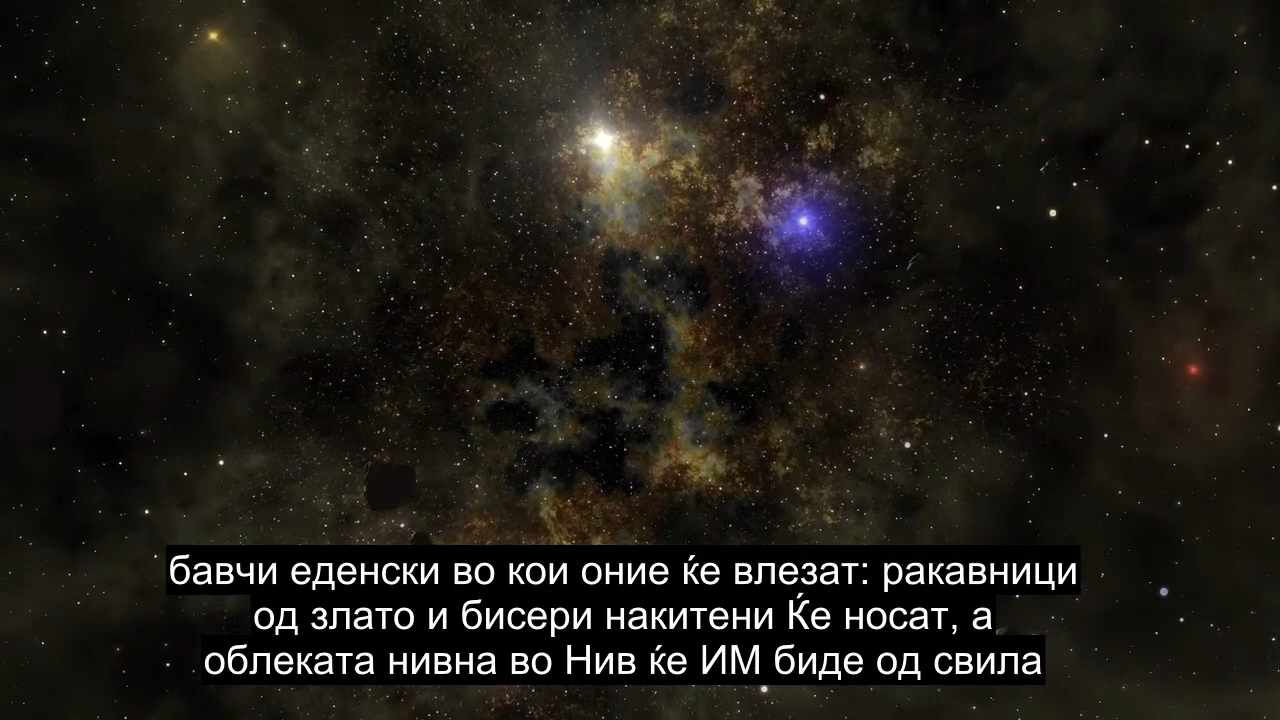 бавчи еденски во кои оние ќе влезат: ракавници
од злато и бисери накитени Ќе носат, а
облеката нивна во Нив ќе ИМ биде од свила